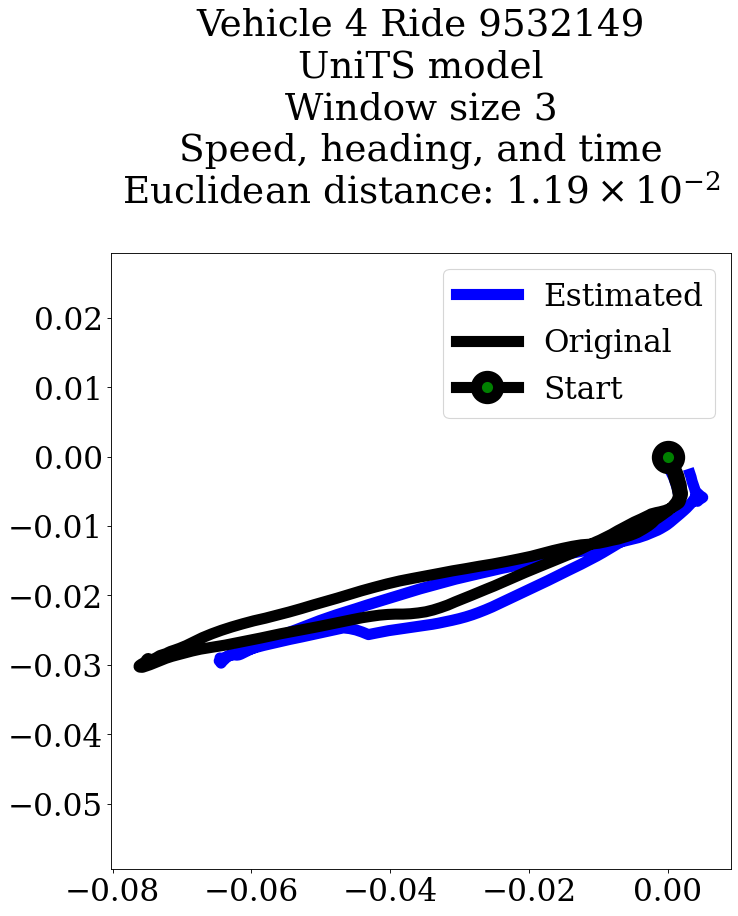 Vehicle 4 Ride 9532149
UniTS model
Window size 3
Speed, heading, and time
Euclidean distance: 1.19 × 10⁻²
Estimated
Original
Start
0.02
0.01
0.00
−0.01
−0.02
−0.03
−0.04
−0.05
−0.08 −0.06 −0.04 −0.02 0.00